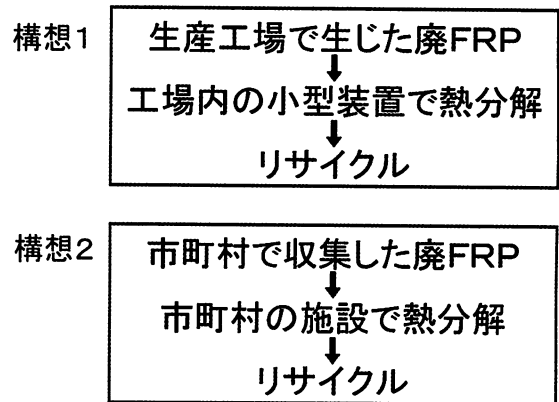 構想1
生産工場で生じた廃FRP
↓
工場内の小型装置で熱分解
↓
リサイクル
構想2
市町村で収集した廃FRP
↓
市町村の施設で熱分解
↓
リサイクル